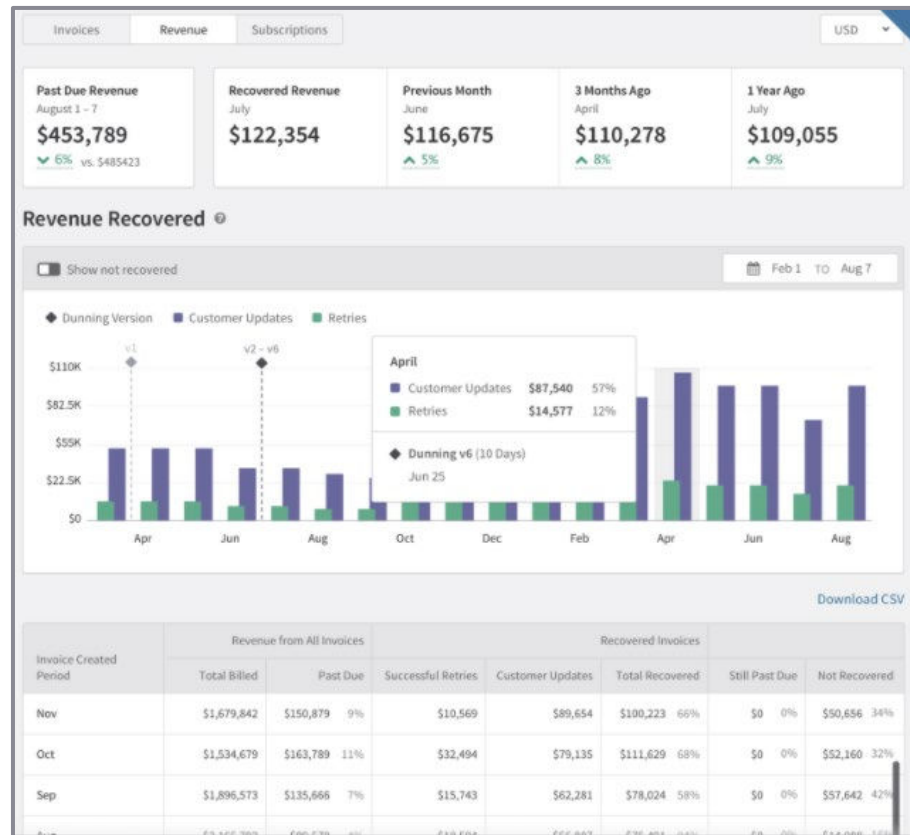 Invoices Revenue Subscriptions USD
Past Due Revenue
August 1 – 7
$453,789
6% vs. $485423
Recovered Revenue
July
$122,354
Previous Month
June
$116,675
5%
3 Months Ago
April
$110,278
8%
1 Year Ago
July
$109,055
9%
Revenue Recovered
Show not recovered
Feb 1 TO Aug 7
Dunning Version Customer Updates Retries
v1 v2 – v6
$110K
$82.5K
$55K
$22.5K
$0
April
Customer Updates $87,540 57%
Retries $14,577 12%
Dunning v6 (10 Days)
Jun 25
Apr Jun Aug Oct Dec Feb Apr Jun Aug
Download CSV
Revenue from All Invoices Recovered Invoices
Invoice Created
Period
Total Billed Past Due Successful Retries Customer Updates Total Recovered Still Past Due Not Recovered
Nov $1,679,842 $150,879 9% $10,569 $89,654 $100,223 66% $0 0% $50,656 34%
Oct $1,534,679 $163,789 11% $32,494 $79,135 $111,629 68% $0 0% $52,160 32%
Sep $1,896,573 $135,666 7% $15,743 $62,281 $78,024 58% $0 0% $57,642 42%